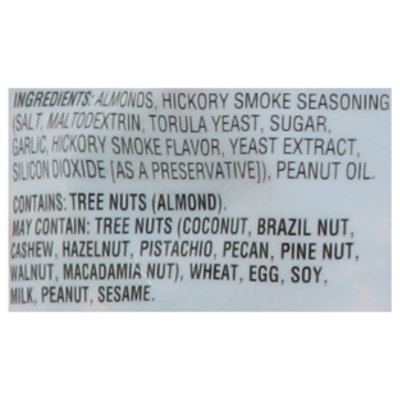 INGREDIENTS: ALMONDS, HICKORY SMOKE SEASONING
(SALT, MALTODEXTRIN, TORULA YEAST, SUGAR,
GARLIC, HICKORY SMOKE FLAVOR, YEAST EXTRACT,
SILICON DIOXIDE [AS A PRESERVATIVE]), PEANUT OIL.
CONTAINS: TREE NUTS (ALMOND).
MAY CONTAIN: TREE NUTS (COCONUT, BRAZIL NUT,
CASHEW, HAZELNUT, PISTACHIO, PECAN, PINE NUT,
WALNUT, MACADAMIA NUT), WHEAT, EGG, SOY,
MILK, PEANUT, SESAME.